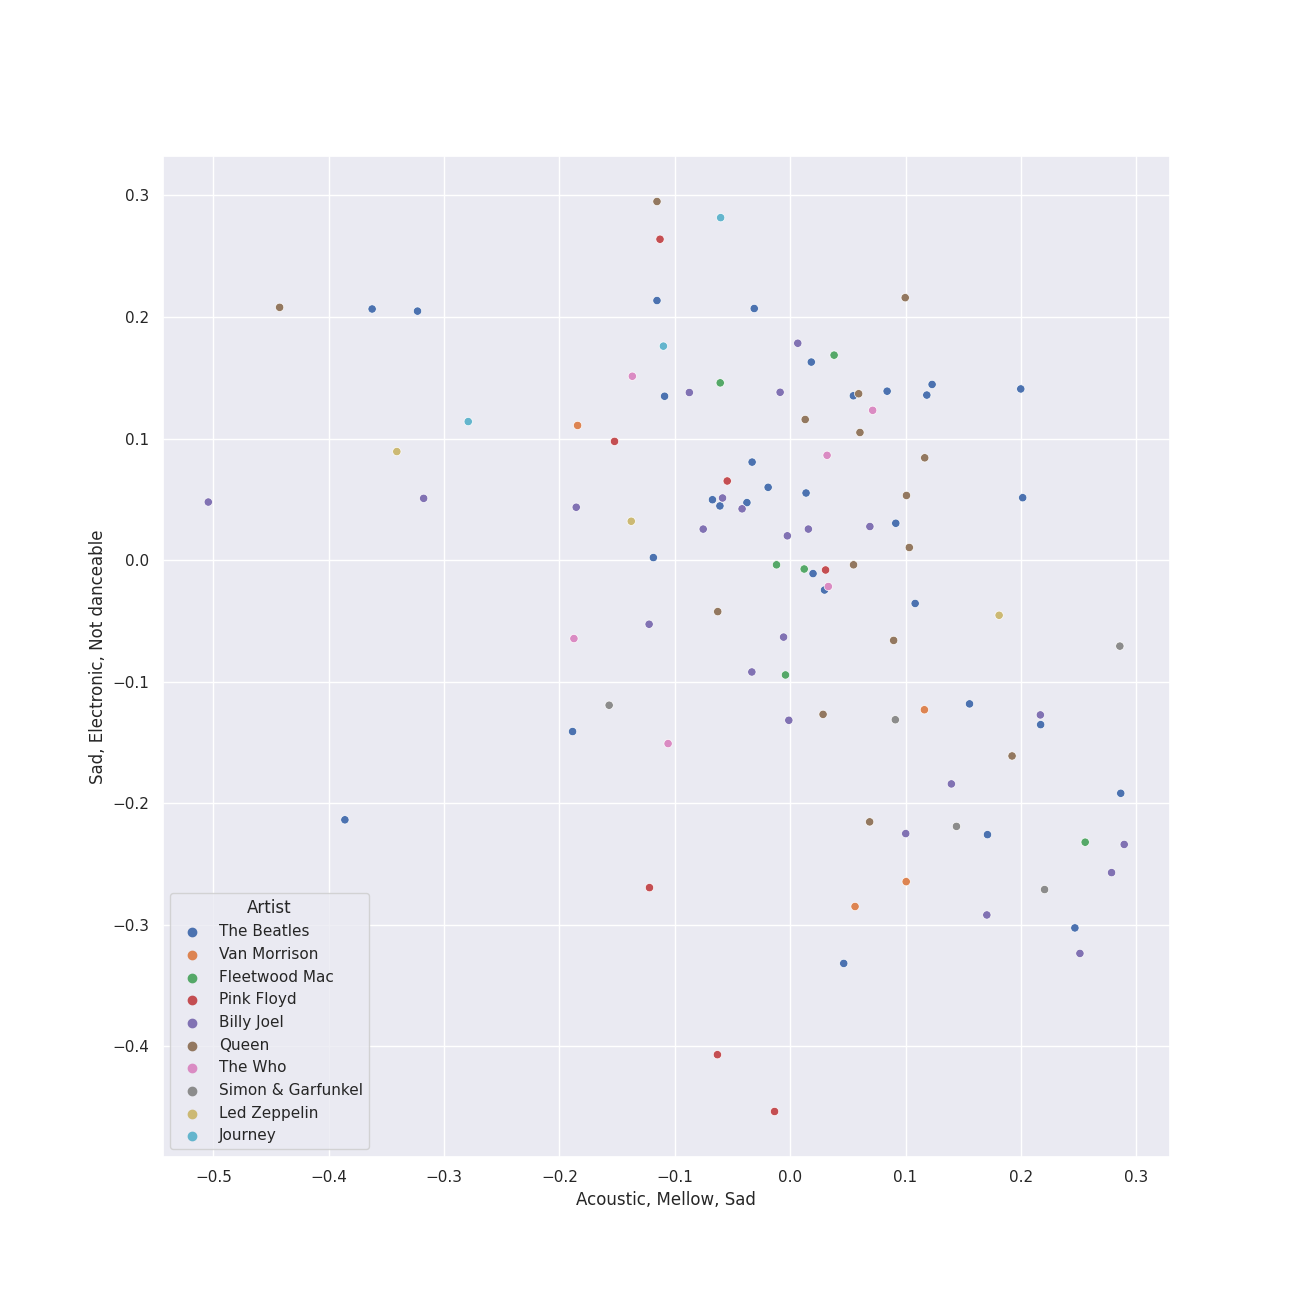 0.3
0.2
0.1
0.0
−0.1
−0.2
−0.3
−0.4
Sad, Electronic, Not danceable
Artist
The Beatles
Van Morrison
Fleetwood Mac
Pink Floyd
Billy Joel
Queen
The Who
Simon & Garfunkel
Led Zeppelin
Journey
−0.5 −0.4 −0.3 −0.2 −0.1 0.0 0.1 0.2 0.3
Acoustic, Mellow, Sad